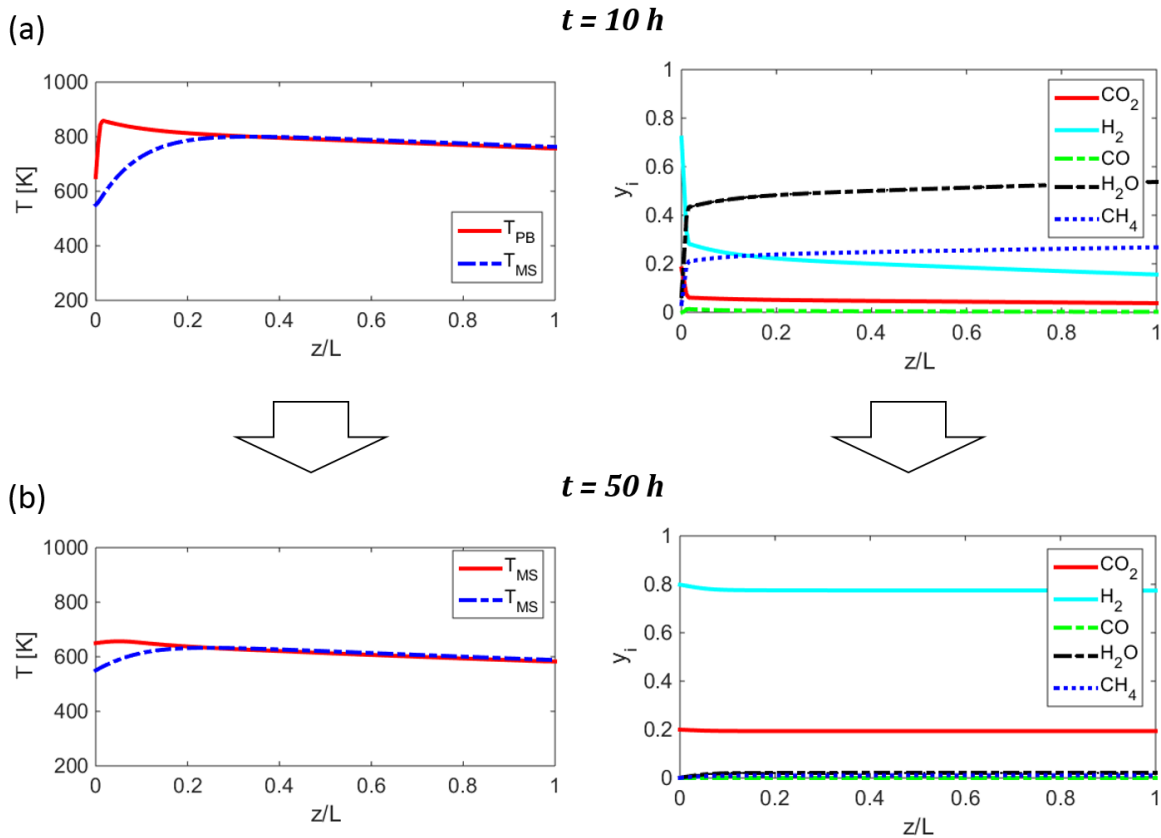 (a)
t = 10 h
1000
800
600
400
200
T [K]
0
0.2
0.4
0.6
0.8
1
z/L
T_PB
T_MS
1
0.8
0.6
0.4
0.2
0
y_i
0
0.2
0.4
0.6
0.8
1
z/L
CO_2
H_2
CO
H_2O
CH_4
(b)
t = 50 h
1000
800
600
400
200
T [K]
0
0.2
0.4
0.6
0.8
1
z/L
T_MS
T_MS
1
0.8
0.6
0.4
0.2
0
y_i
0
0.2
0.4
0.6
0.8
1
z/L
CO_2
H_2
CO
H_2O
CH_4